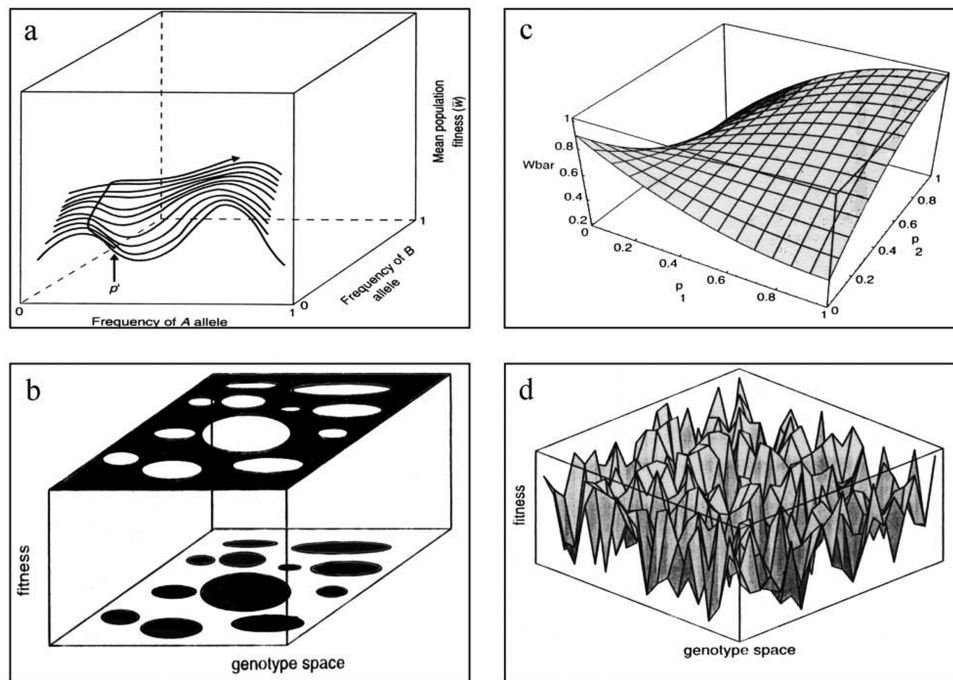 a
Mean population
fitness (w̄)
1
Frequency of B
allele
p'
0
0
1
Frequency of A allele
c
1
0.8
0.6
0.4
0.2
Wbar
0
0.2
0.4
0.6
0.8
1
p
1
0
0.2
0.4
0.6
0.8
1
p
2
b
fitness
genotype space
d
fitness
genotype space